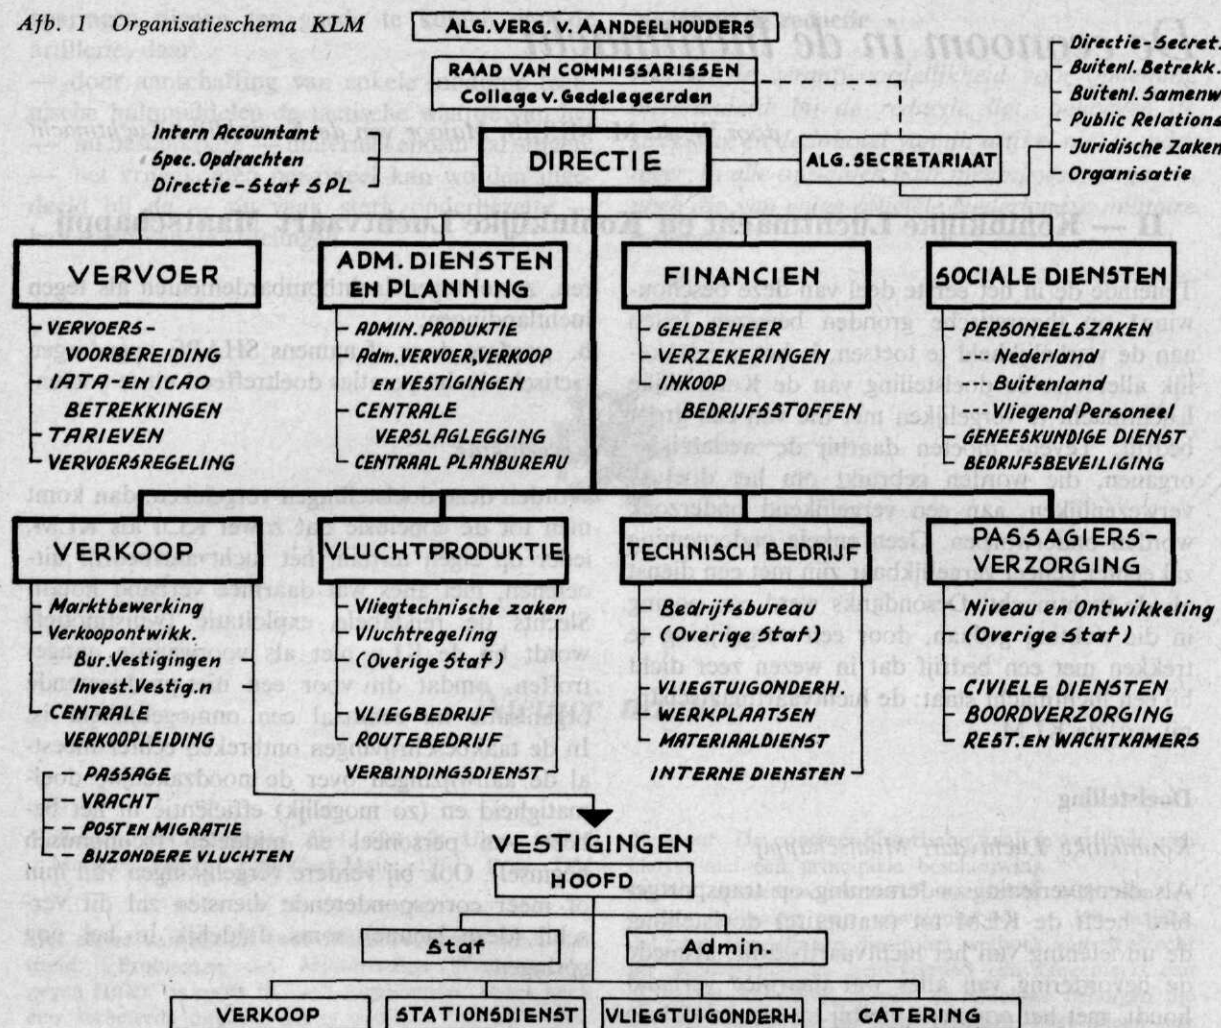 Afb. 1 Organisatieschema KLM
ALG. VERG. V. AANDEELHOUDERS
RAAD VAN COMMISSARISSEN
College v. Gedelegeerden
Intern Accountant
Spec. Opdrachten
Directie-Staf SPL
DIRECTIE
ALG. SECRETARIAAT
Directie-Secret.
Buitenl. Betrekk.
Buitenl. Samenw
Public Relations
Juridische Zaken
Organisatie
VERVOER
VERVOERS-
VOORBEREIDING
IATA-EN ICAO
BETREKKINGEN
TARIEVEN
VERVOERSREGELING
ADM. DIENSTEN
EN PLANNING
ADMIN. PRODUKTIE
Adm. VERVOER, VERKOOP
EN VESTIGINGEN
CENTRALE
VERSLAGLEGGING
CENTRAAL PLANBUREAU
FINANCIEN
GELDBEHEER
VERZEKERINGEN
INKOOP
BEDRIJFSSTOFFEN
SOCIALE DIENSTEN
PERSONEELSZAKEN
--- Nederland
--- Buitenland
--- Vliegend Personeel
GENEESKUNDIGE DIENST
BEDRIJFSBEVEILIGING
VERKOOP
Marktbewerking
Verkoopontwikk.
Bur. Vestigingen
Invest. Vestig.n
CENTRALE
VERKOOPLEIDING
PASSAGE
VRACHT
POST EN MIGRATIE
BIJZONDERE VLUCHTEN
VLUCHTPRODUKTIE
Vliegtechnische zaken
Vluchtregeling
(Overige Staf)
VLIEGBEDRIJF
ROUTEBEDRIJF
VERBINDINGSDIENST
TECHNISCH BEDRIJF
Bedrijfsbureau
(Overige Staf)
VLIEGTUIGONDERH.
WERKPLAATSEN
MATERIAALDIENST
INTERNE DIENSTEN
PASSAGIERS-
VERZORGING
Niveau en Ontwikkeling
(Overige Staf)
CIVIELE DIENSTEN
BOORDVERZORGING
REST. EN WACHTKAMERS
VESTIGINGEN
HOOFD
Staf
Admin.
VERKOOP
STATIONSDIENST
VLIEGTUIGONDERH.
CATERING